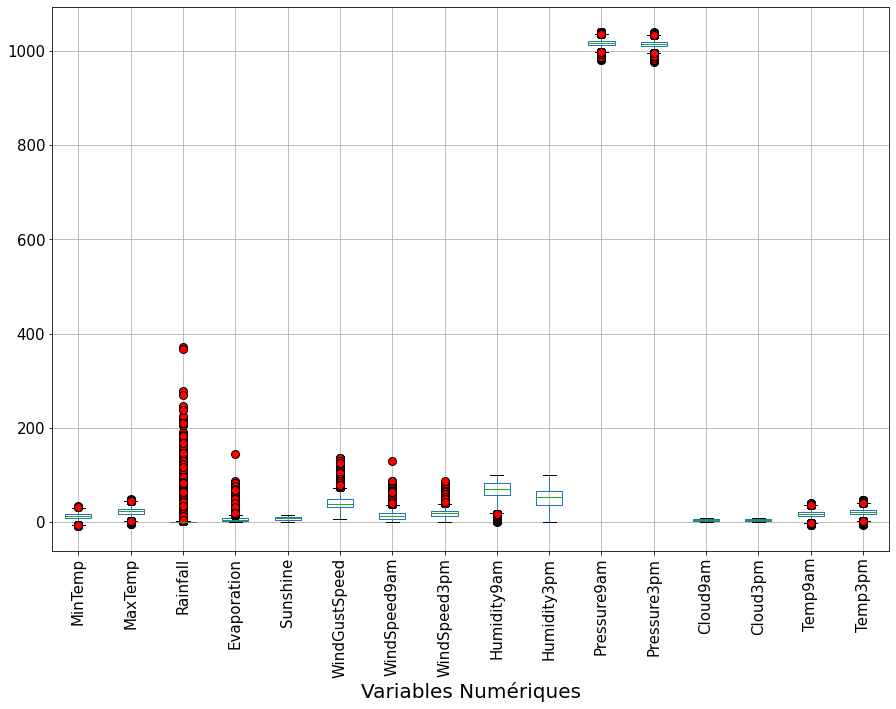 1000
800
600
400
200
0
MinTemp
MaxTemp
Rainfall
Evaporation
Sunshine
WindGustSpeed
WindSpeed9am
WindSpeed3pm
Humidity9am
Humidity3pm
Pressure9am
Pressure3pm
Cloud9am
Cloud3pm
Temp9am
Temp3pm
Variables Numériques